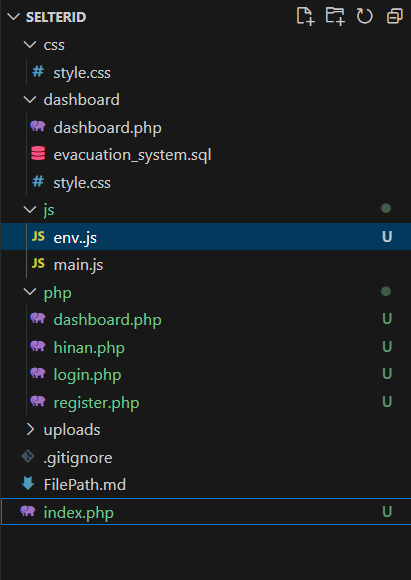 SELTERID
css
# style.css
dashboard
dashboard.php
evacuation_system.sql
# style.css
js
JS env..js U
JS main.js
php
dashboard.php U
hinan.php U
login.php U
register.php U
uploads
.gitignore
FilePath.md
index.php U